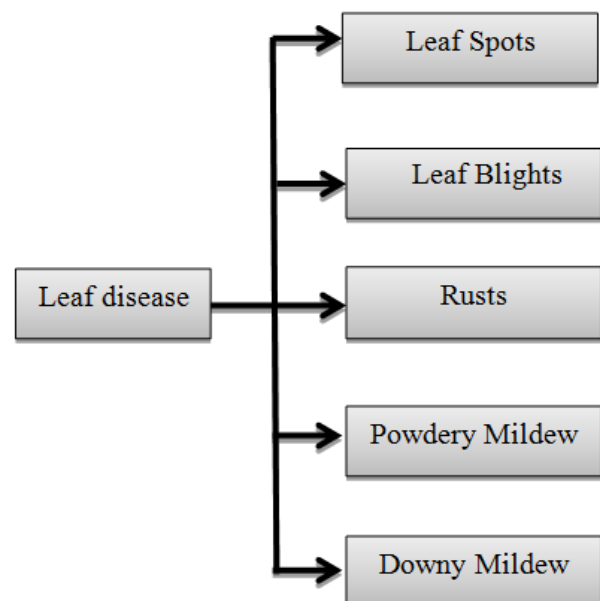 Leaf Spots
Leaf Blights
Leaf disease
Rusts
Powdery Mildew
Downy Mildew